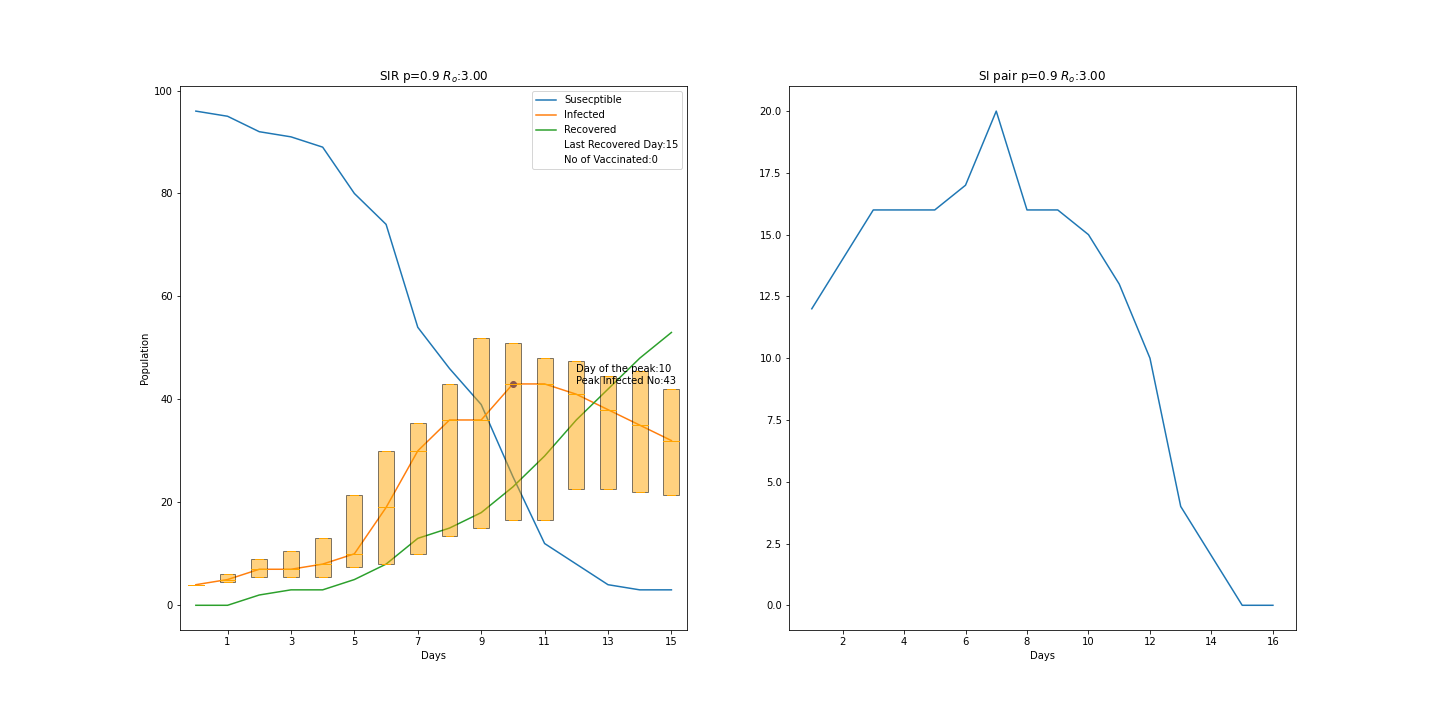 SIR p=0.9 Rₒ:3.00
100
80
60
40
20
0
Population
1 3 5 7 9 11 13 15
Days
Susecptible
Infected
Recovered
Last Recovered Day:15
No of Vaccinated:0
Day of the peak:10
Peak Infected No:43
SI pair p=0.9 Rₒ:3.00
20.0
17.5
15.0
12.5
10.0
7.5
5.0
2.5
0.0
2 4 6 8 10 12 14 16
Days